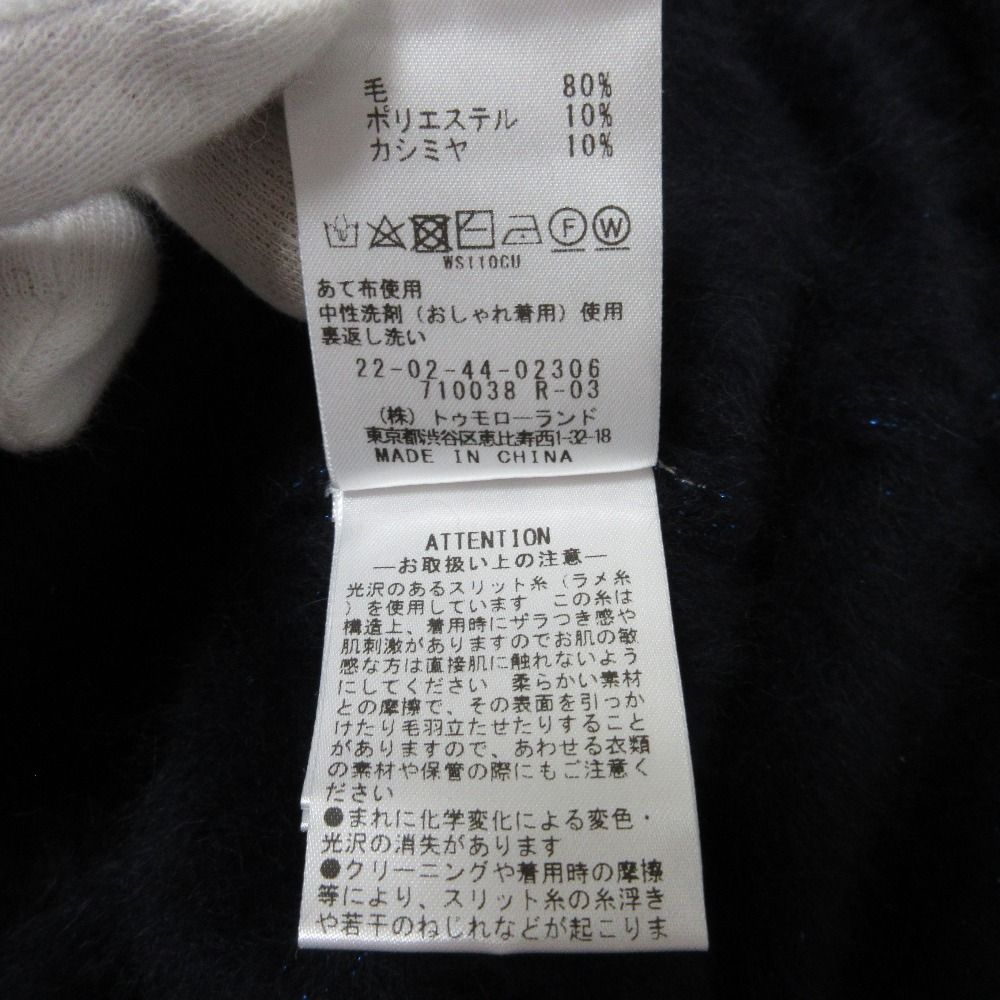 毛 80%
ポリエステル 10%
カシミヤ 10%
F W
WS110CU
あて布使用
中性洗剤（おしゃれ着用）使用
裏返し洗い
22-02-44-02306
710038 R-03
（株）トゥモローランド
東京都渋谷区恵比寿西1-32-18
MADE IN CHINA
ATTENTION
―お取扱い上の注意―
光沢のあるスリット糸（ラメ糸
）を使用しています　この糸は
構造上、着用時にザラつき感や
肌刺激がありますのでお肌の敏
感な方は直接肌に触れないよう
にしてください　柔らかい素材
との摩擦で、その表面を引っか
けたり毛羽立たせたりすること
がありますので、あわせる衣類
の素材や保管の際にもご注意く
ださい
●まれに化学変化による変色・
光沢の消失があります
●クリーニングや着用時の摩擦
等により、スリット糸の糸浮き
や若干のねじれなどが起こりま